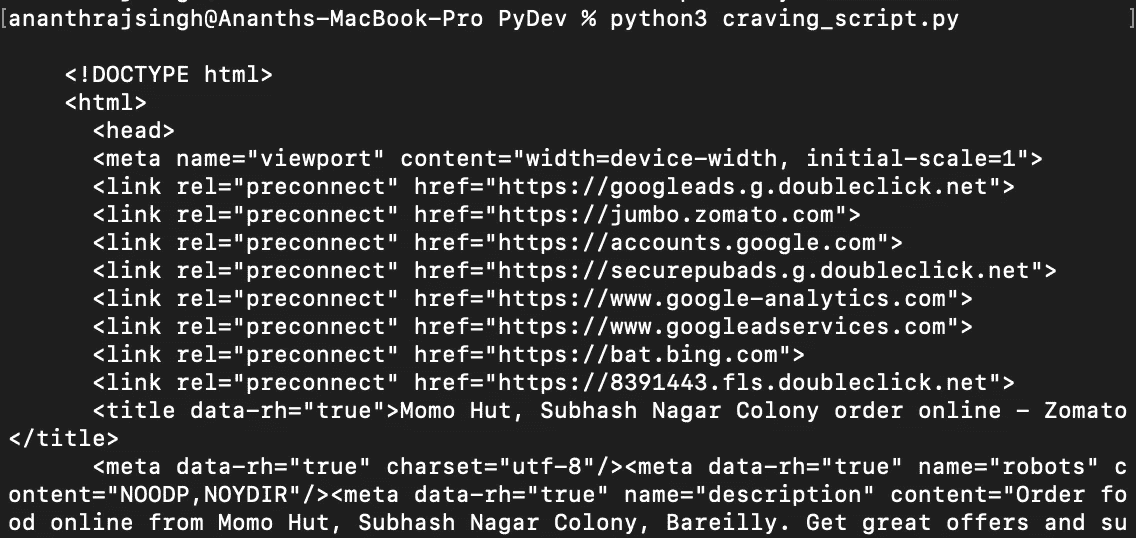 [ananthrajsingh@Ananths-MacBook-Pro PyDev % python3 craving_script.py ]
<!DOCTYPE html>
<html>
<head>
<meta name="viewport" content="width=device-width, initial-scale=1">
<link rel="preconnect" href="https://googleads.g.doubleclick.net">
<link rel="preconnect" href="https://jumbo.zomato.com">
<link rel="preconnect" href="https://accounts.google.com">
<link rel="preconnect" href="https://securepubads.g.doubleclick.net">
<link rel="preconnect" href="https://www.google-analytics.com">
<link rel="preconnect" href="https://www.googleadservices.com">
<link rel="preconnect" href="https://bat.bing.com">
<link rel="preconnect" href="https://8391443.fls.doubleclick.net">
<title data-rh="true">Momo Hut, Subhash Nagar Colony order online - Zomato
</title>
<meta data-rh="true" charset="utf-8"/><meta data-rh="true" name="robots" c
ontent="NOODP,NOYDIR"/><meta data-rh="true" name="description" content="Order fo
od online from Momo Hut, Subhash Nagar Colony, Bareilly. Get great offers and su